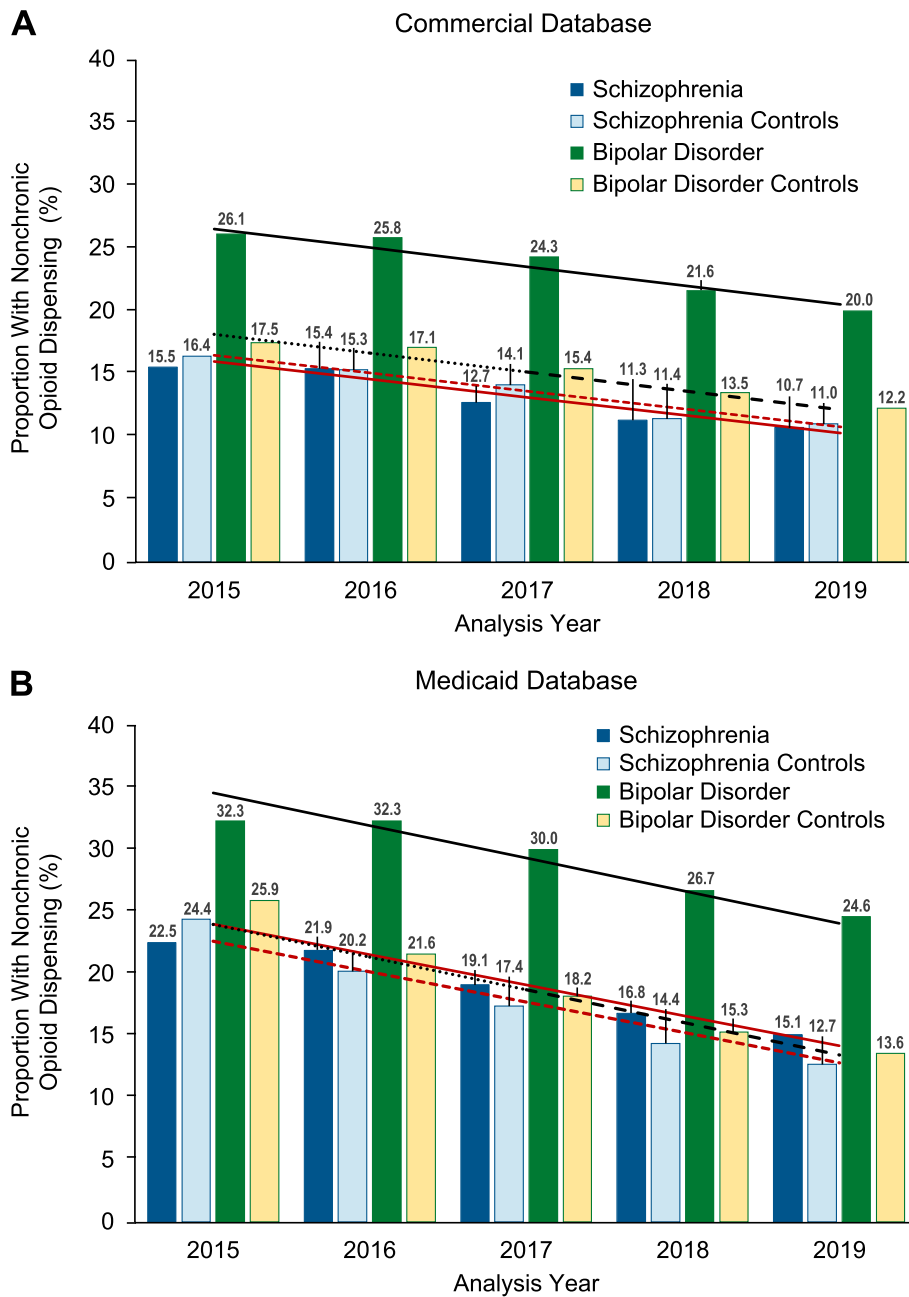 A
Commercial Database
Proportion With Nonchronic
Opioid Dispensing (%)
40
35
30
25
20
15
10
5
0
Schizophrenia
Schizophrenia Controls
Bipolar Disorder
Bipolar Disorder Controls
15.5 16.4 26.1 17.5
15.4 15.3 25.8 17.1
12.7 14.1 24.3 15.4
11.3 11.4 21.6 13.5
10.7 11.0 20.0 12.2
2015 2016 2017 2018 2019
Analysis Year
B
Medicaid Database
Proportion With Nonchronic
Opioid Dispensing (%)
40
35
30
25
20
15
10
5
0
Schizophrenia
Schizophrenia Controls
Bipolar Disorder
Bipolar Disorder Controls
22.5 24.4 32.3 25.9
21.9 20.2 32.3 21.6
19.1 17.4 30.0 18.2
16.8 14.4 26.7 15.3
15.1 12.7 24.6 13.6
2015 2016 2017 2018 2019
Analysis Year